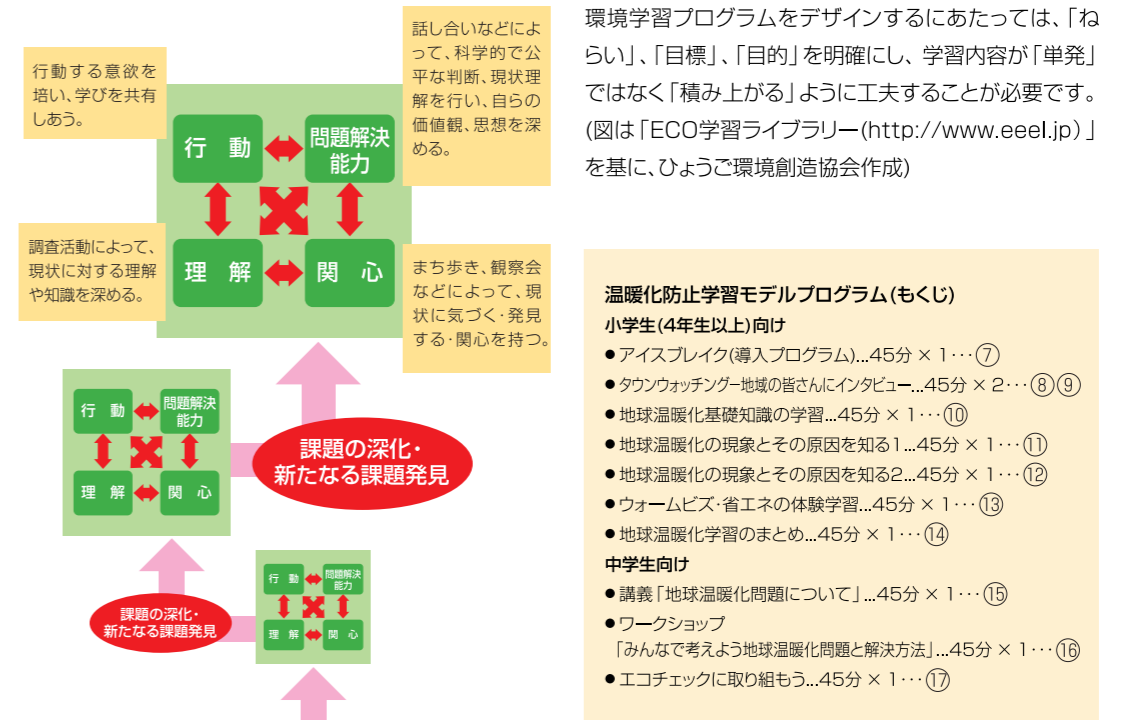 行動する意欲を
培い、学びを共有
しあう。
話し合いなどによ
って、科学的で公
平な判断、現状理
解を行い、自らの
価値観、思想を深
める。
行 動
問題解決
能力
理 解
関 心
調査活動によって、
現状に対する理解
や知識を深める。
まち歩き、観察会
などによって、現
状に気づく・発見
する・関心を持つ。
行 動
問題解決
能力
理 解
関 心
課題の深化・
新たなる課題発見
行 動
問題解決
能力
理 解
関 心
課題の深化・
新たなる課題発見
環境学習プログラムをデザインするにあたっては、「ね
らい」、「目標」、「目的」を明確にし、学習内容が「単発」
ではなく「積み上がる」ように工夫することが必要です。
(図は「ECO学習ライブラリー(http://www.eeel.jp)」
を基に、ひょうご環境創造協会作成)
温暖化防止学習モデルプログラム(もくじ)
小学生(4年生以上)向け
●アイスブレイク(導入プログラム)...45分 × 1･･･⑦
●タウンウォッチングー地域の皆さんにインタビュー...45分 × 2･･･⑧⑨
●地球温暖化基礎知識の学習...45分 × 1･･･⑩
●地球温暖化の現象とその原因を知る1...45分 × 1･･･⑪
●地球温暖化の現象とその原因を知る2...45分 × 1･･･⑫
●ウォームビズ･省エネの体験学習...45分 × 1･･･⑬
●地球温暖化学習のまとめ...45分 × 1･･･⑭
中学生向け
●講義「地球温暖化問題について」...45分 × 1･･･⑮
●ワークショップ
「みんなで考えよう地球温暖化問題と解決方法」...45分 × 1･･･⑯
●エコチェックに取り組もう...45分 × 1･･･⑰